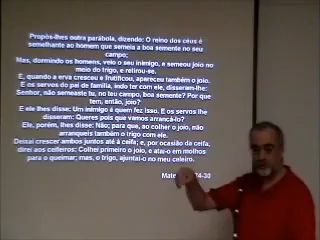 Propôs-lhes outra parábola, dizendo: O reino dos céus é
semelhante ao homem que semeia a boa semente no seu
campo;
Mas, dormindo os homens, veio o seu inimigo, e semeou joio no
meio do trigo, e retirou-se.
E, quando a erva cresceu e frutificou, apareceu também o joio.
E os servos do pai de família, indo ter com ele, disseram-lhe:
Senhor, não semeaste tu, no teu campo, boa semente? Por que
tem, então, joio?
E ele lhes disse: Um inimigo é quem fez isso. E os servos lhe
disseram: Queres pois que vamos arrancá-lo?
Ele, porém, lhes disse: Não; para que, ao colher o joio, não
arranqueis também o trigo com ele.
Deixai crescer ambos juntos até à ceifa; e, por ocasião da ceifa,
direi aos ceifeiros: Colhei primeiro o joio, e atai-o em molhos
para o queimar; mas, o trigo, ajuntai-o no meu celeiro.
24-30